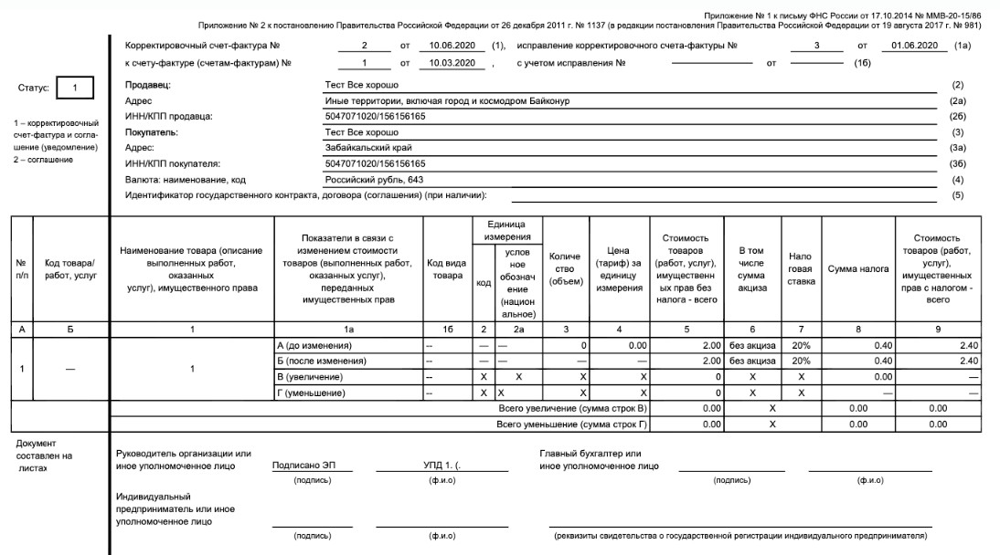 Приложение № 1 к письму ФНС России от 17.10.2014 № ММВ-20-15/86
Приложение № 2 к постановлению Правительства Российской Федерации от 26 декабря 2011 г. № 1137 (в редакции постановления Правительства Российской Федерации от 19 августа 2017 г. № 981)
Корректировочный счет-фактура № 2 от 10.06.2020 (1), исправление корректировочного счета-фактуры № 3 от 01.06.2020 (1а)
к счету-фактуре (счетам-фактурам) № 1 от 10.03.2020 , с учетом исправления № от (1б)
Статус: 1
1 – корректировочный
счет-фактура и согла-
шение (уведомление)
2 – соглашение
Продавец: Тест Все хорошо (2)
Адрес Иные территории, включая город и космодром Байконур (2а)
ИНН/КПП продавца: 5047071020/156156165 (2б)
Покупатель: Тест Все хорошо (3)
Адрес: Забайкальский край (3а)
ИНН/КПП покупателя: 5047071020/156156165 (3б)
Валюта: наименование, код Российский рубль, 643 (4)
Идентификатор государственного контракта, договора (соглашения) (при наличии): (5)
№
п/п
Код товара/
работ, услуг
Наименование товара (описание
выполненных работ,
оказанных
услуг), имущественного права
Показатели в связи с
изменением стоимости
товаров (выполненных работ,
оказанных услуг),
переданных
имущественных прав
Код вида
товара
Единица
измерения
код
услов
ное
обознач
ение
(национ
альное)
Количе
ство
(объем)
Цена
(тариф) за
единицу
измерения
Стоимость
товаров
(работ, услуг),
имущественн
ых прав без
налога - всего
В том
числе
сумма
акциза
Нало
говая
ставка
Сумма налога
Стоимость
товаров (работ,
услуг),
имущественных
прав с налогом -
всего
А Б 1 1а 1б 2 2а 3 4 5 6 7 8 9
1 — 1
А (до изменения) -- — — 0 0.00 2.00 без акциза 20% 0.40 2.40
Б (после изменения) -- — — — — 2.00 без акциза 20% 0.40 2.40
В (увеличение) -- X X X X 0 X X 0.00 —
Г (уменьшение) -- X X X X 0 X X — —
Всего увеличение (сумма строк В) 0.00 X 0.00 0.00
Всего уменьшение (сумма строк Г) 0.00 X 0.00 0.00
Документ
составлен на
листах
Руководитель организации или
иное уполномоченное лицо Подписано ЭП УПД 1. (.
(подпись) (ф.и.о)
Главный бухгалтер или
иное уполномоченное лицо
(подпись) (ф.и.о)
Индивидуальный
предприниматель или иное
уполномоченное лицо
(подпись) (ф.и.о) (реквизиты свидетельства о государственной регистрации индивидуального предпринимателя)